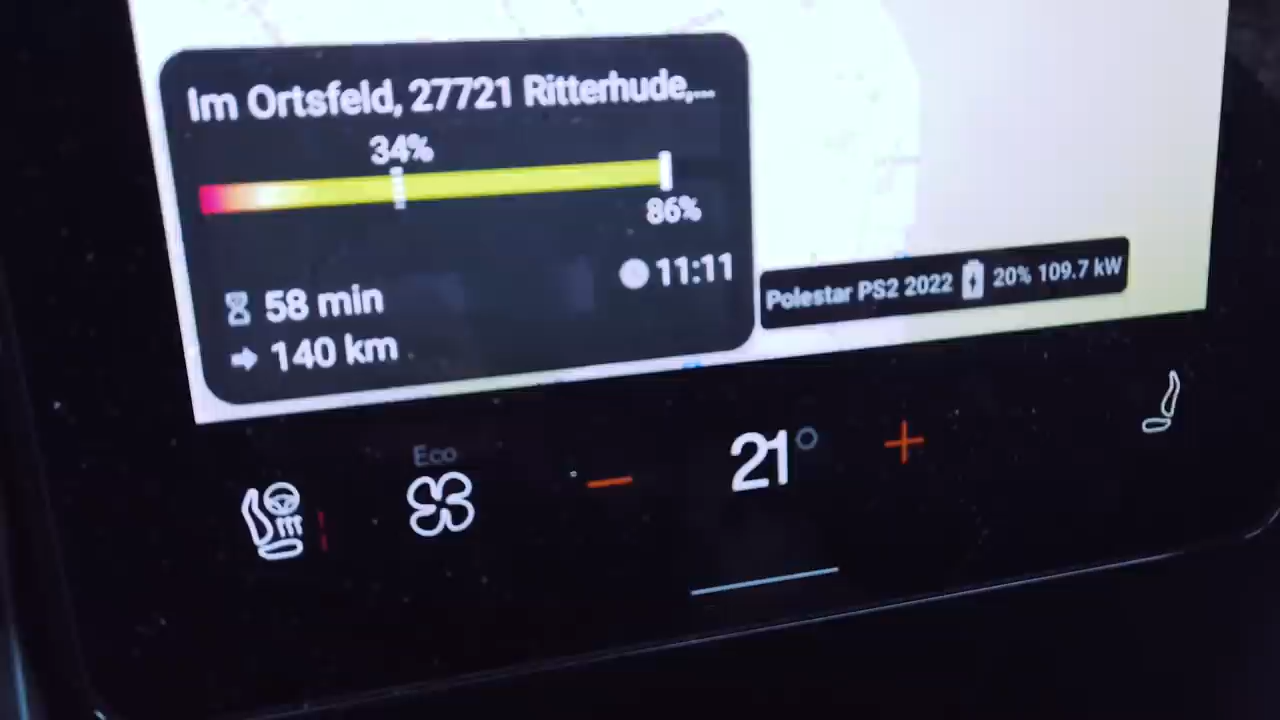 Im Ortsfeld, 27721 Ritterhude,...
34%
86%
11:11
58 min
140 km
Polestar PS2 2022 20% 109.7 kW
Eco
21°